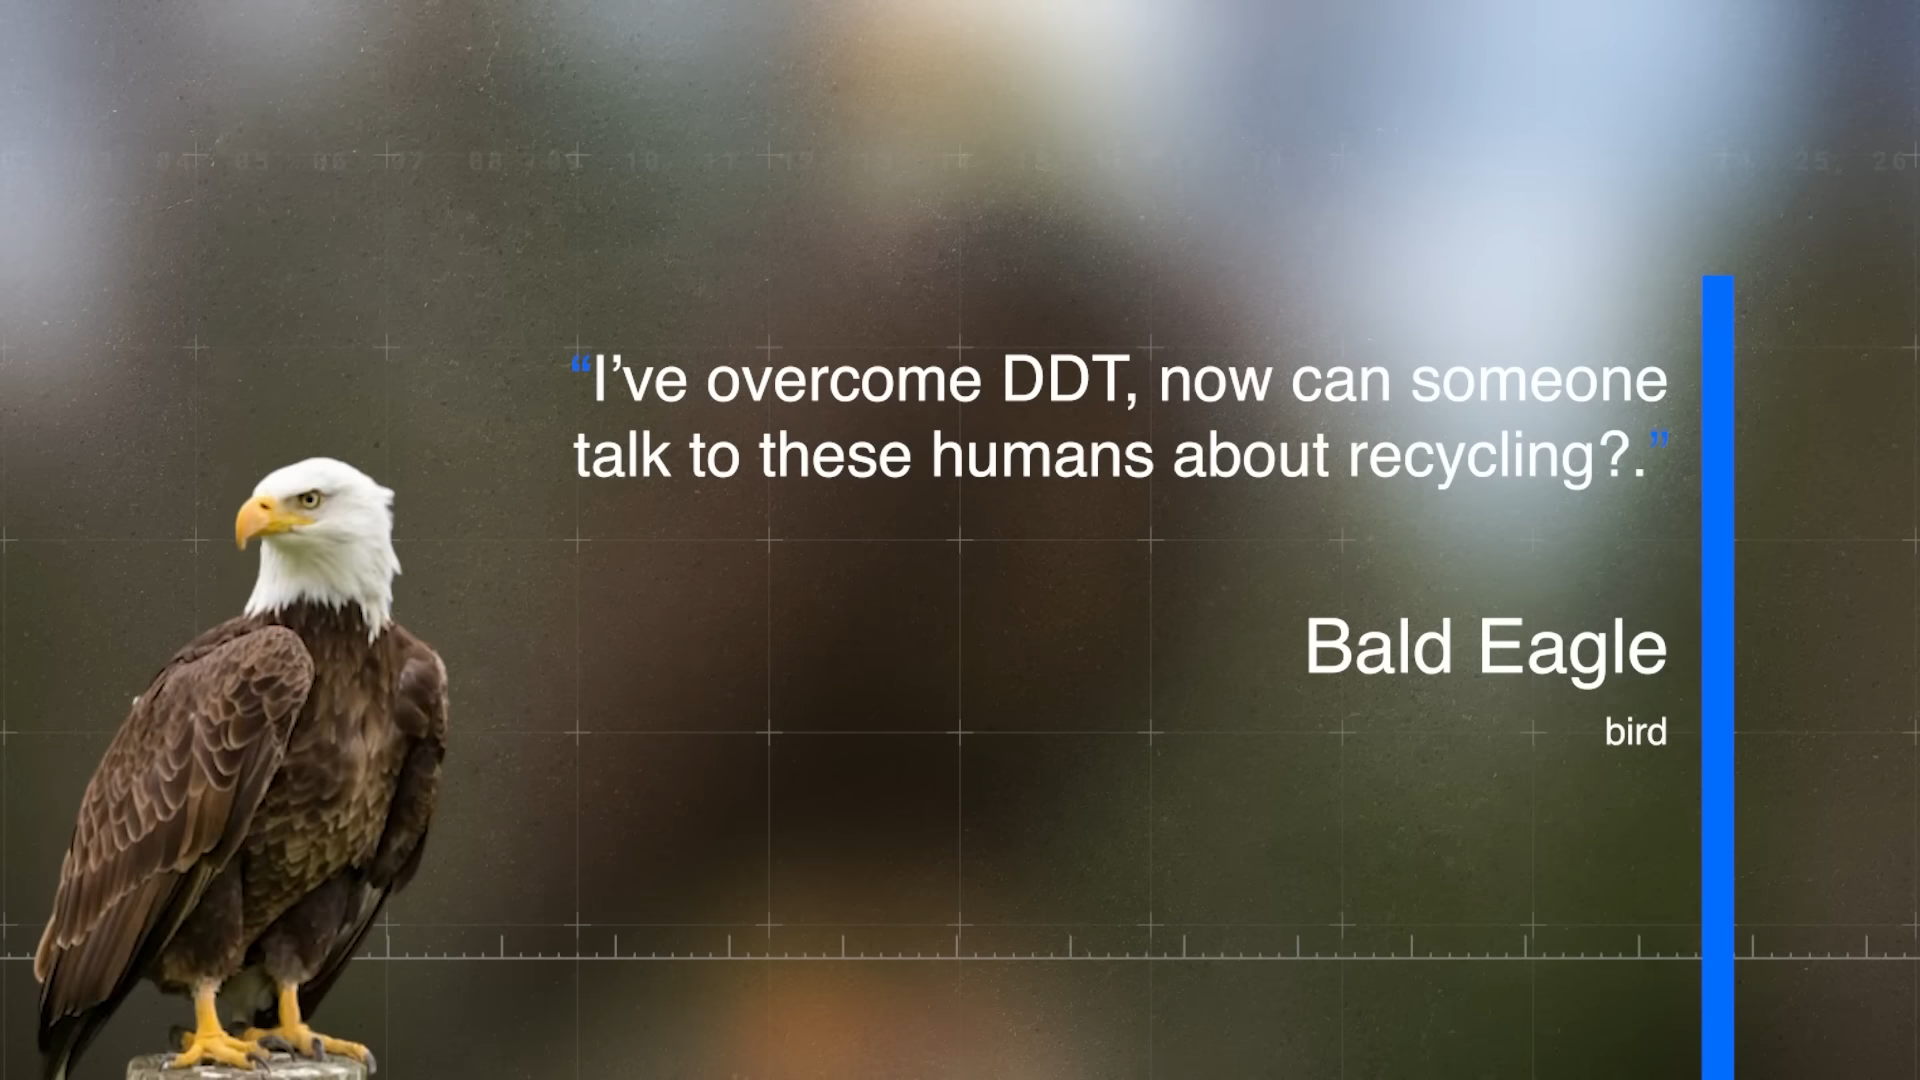 “I’ve overcome DDT, now can someone
talk to these humans about recycling?.”
Bald Eagle
bird